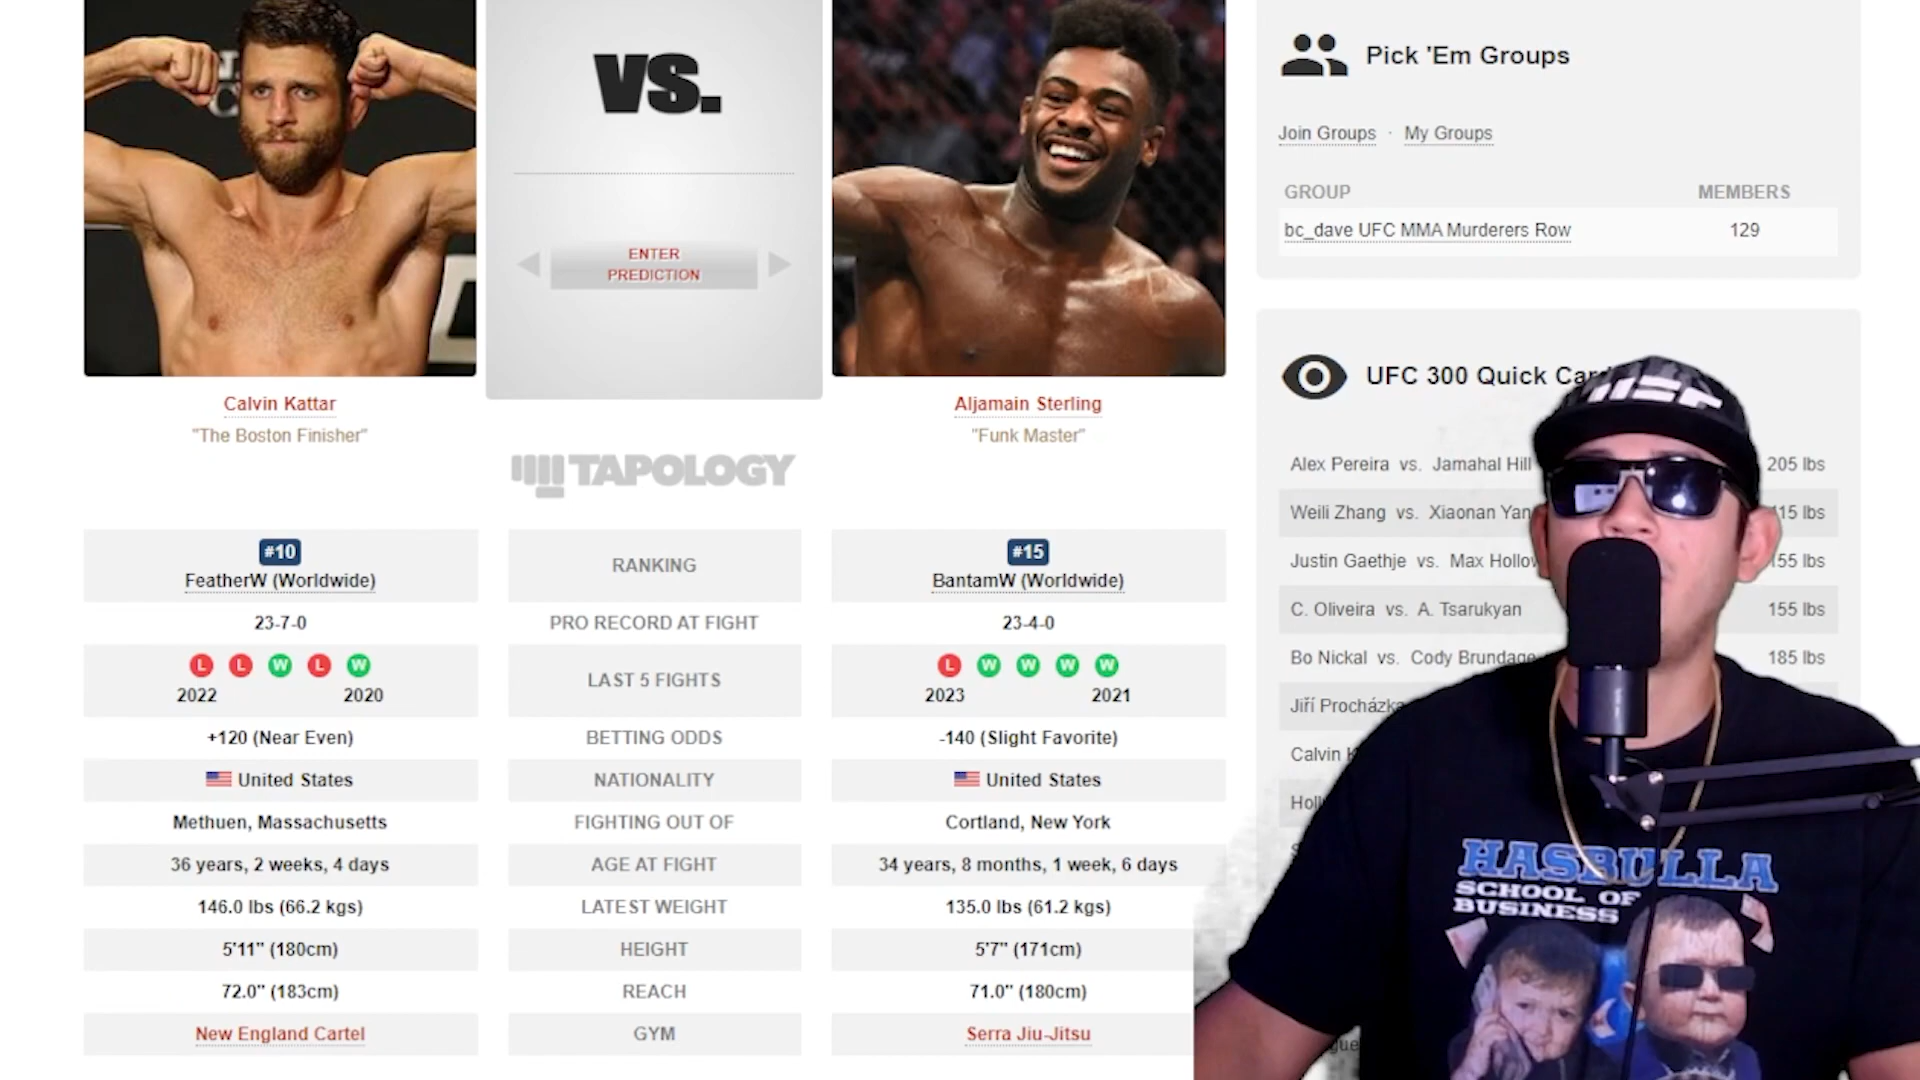 VS.
ENTER
PREDICTION
Calvin Kattar
"The Boston Finisher"
Aljamain Sterling
"Funk Master"
TAPOLOGY
#10
FeatherW (Worldwide)
RANKING
#15
BantamW (Worldwide)
23-7-0
PRO RECORD AT FIGHT
23-4-0
L L W L W
2022 2020
LAST 5 FIGHTS
L W W W W
2023 2021
+120 (Near Even)
BETTING ODDS
-140 (Slight Favorite)
United States
NATIONALITY
United States
Methuen, Massachusetts
FIGHTING OUT OF
Cortland, New York
36 years, 2 weeks, 4 days
AGE AT FIGHT
34 years, 8 months, 1 week, 6 days
146.0 lbs (66.2 kgs)
LATEST WEIGHT
135.0 lbs (61.2 kgs)
5'11" (180cm)
HEIGHT
5'7" (171cm)
72.0" (183cm)
REACH
71.0" (180cm)
New England Cartel
GYM
Serra Jiu-Jitsu
Pick 'Em Groups
Join Groups · My Groups
GROUP MEMBERS
bc_dave UFC MMA Murderers Row 129
UFC 300 Quick
Alex Pereira vs. Jamahal Hill 205 lbs
Weili Zhang vs. Xiaonan 115 lbs
Justin Gaethje vs. Max 155 lbs
C. Oliveira vs. A. Tsarukyan 155 lbs
Bo Nickal vs. Cody Brundage 185 lbs
Jiří
Calvin
HASBULLA
SCHOOL OF
BUSINESS